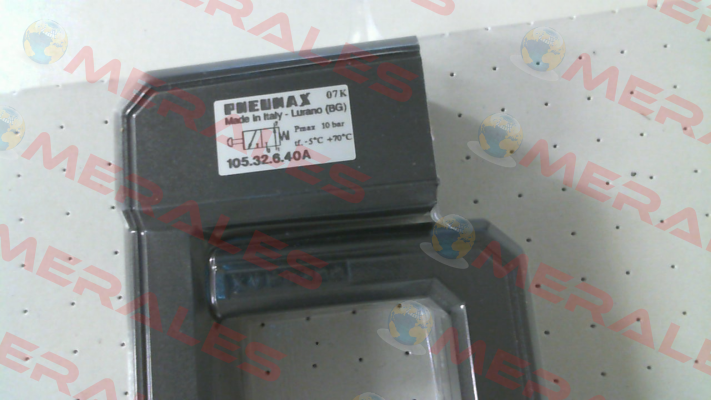 PNEUMAX 07K
Made in Italy - Lurano (BG)
Pmax 10 bar
tf. -5°C +70°C
105.32.6.40A
MERALES
MERALES
MERALES
MERALES
MERALES
MERALES